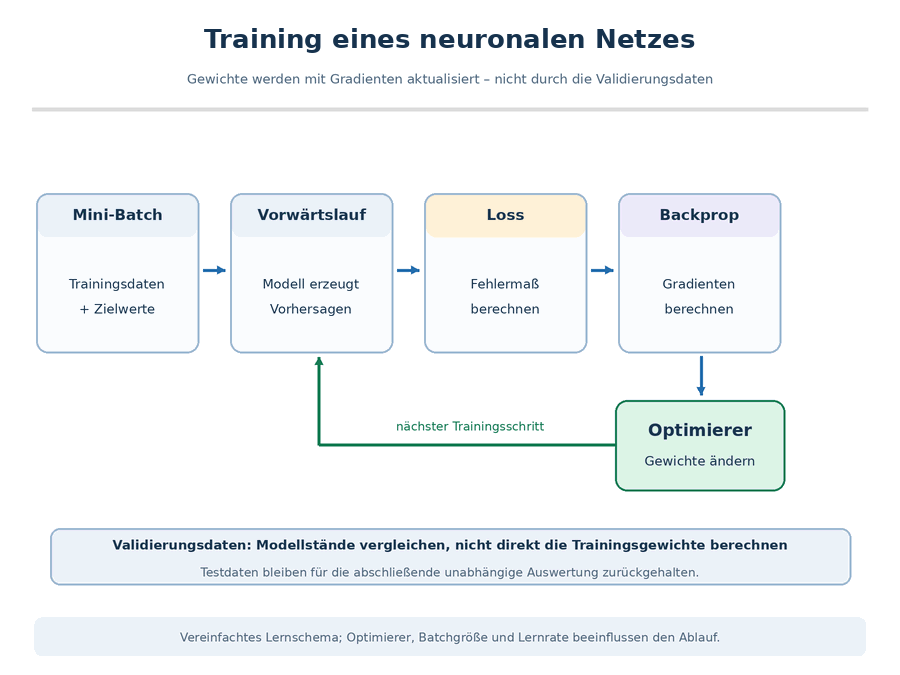 Training eines neuronalen Netzes
Gewichte werden mit Gradienten aktualisiert – nicht durch die Validierungsdaten
Mini-Batch
Trainingsdaten
+ Zielwerte
Vorwärtslauf
Modell erzeugt
Vorhersagen
Loss
Fehlermaß
berechnen
Backprop
Gradienten
berechnen
nächster Trainingsschritt
Optimierer
Gewichte ändern
Validierungsdaten: Modellstände vergleichen, nicht direkt die Trainingsgewichte berechnen
Testdaten bleiben für die abschließende unabhängige Auswertung zurückgehalten.
Vereinfachtes Lernschema; Optimierer, Batchgröße und Lernrate beeinflussen den Ablauf.